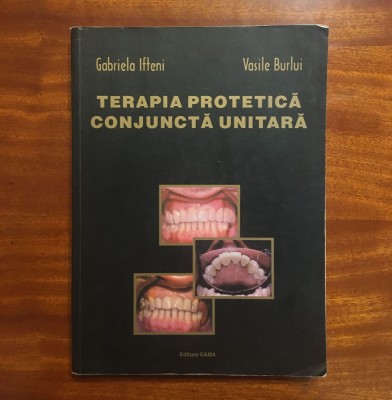 Gabriela Ifteni Vasile Burlui
TERAPIA PROTETICĂ
CONJUNCTĂ UNITARĂ
Editura GAMA